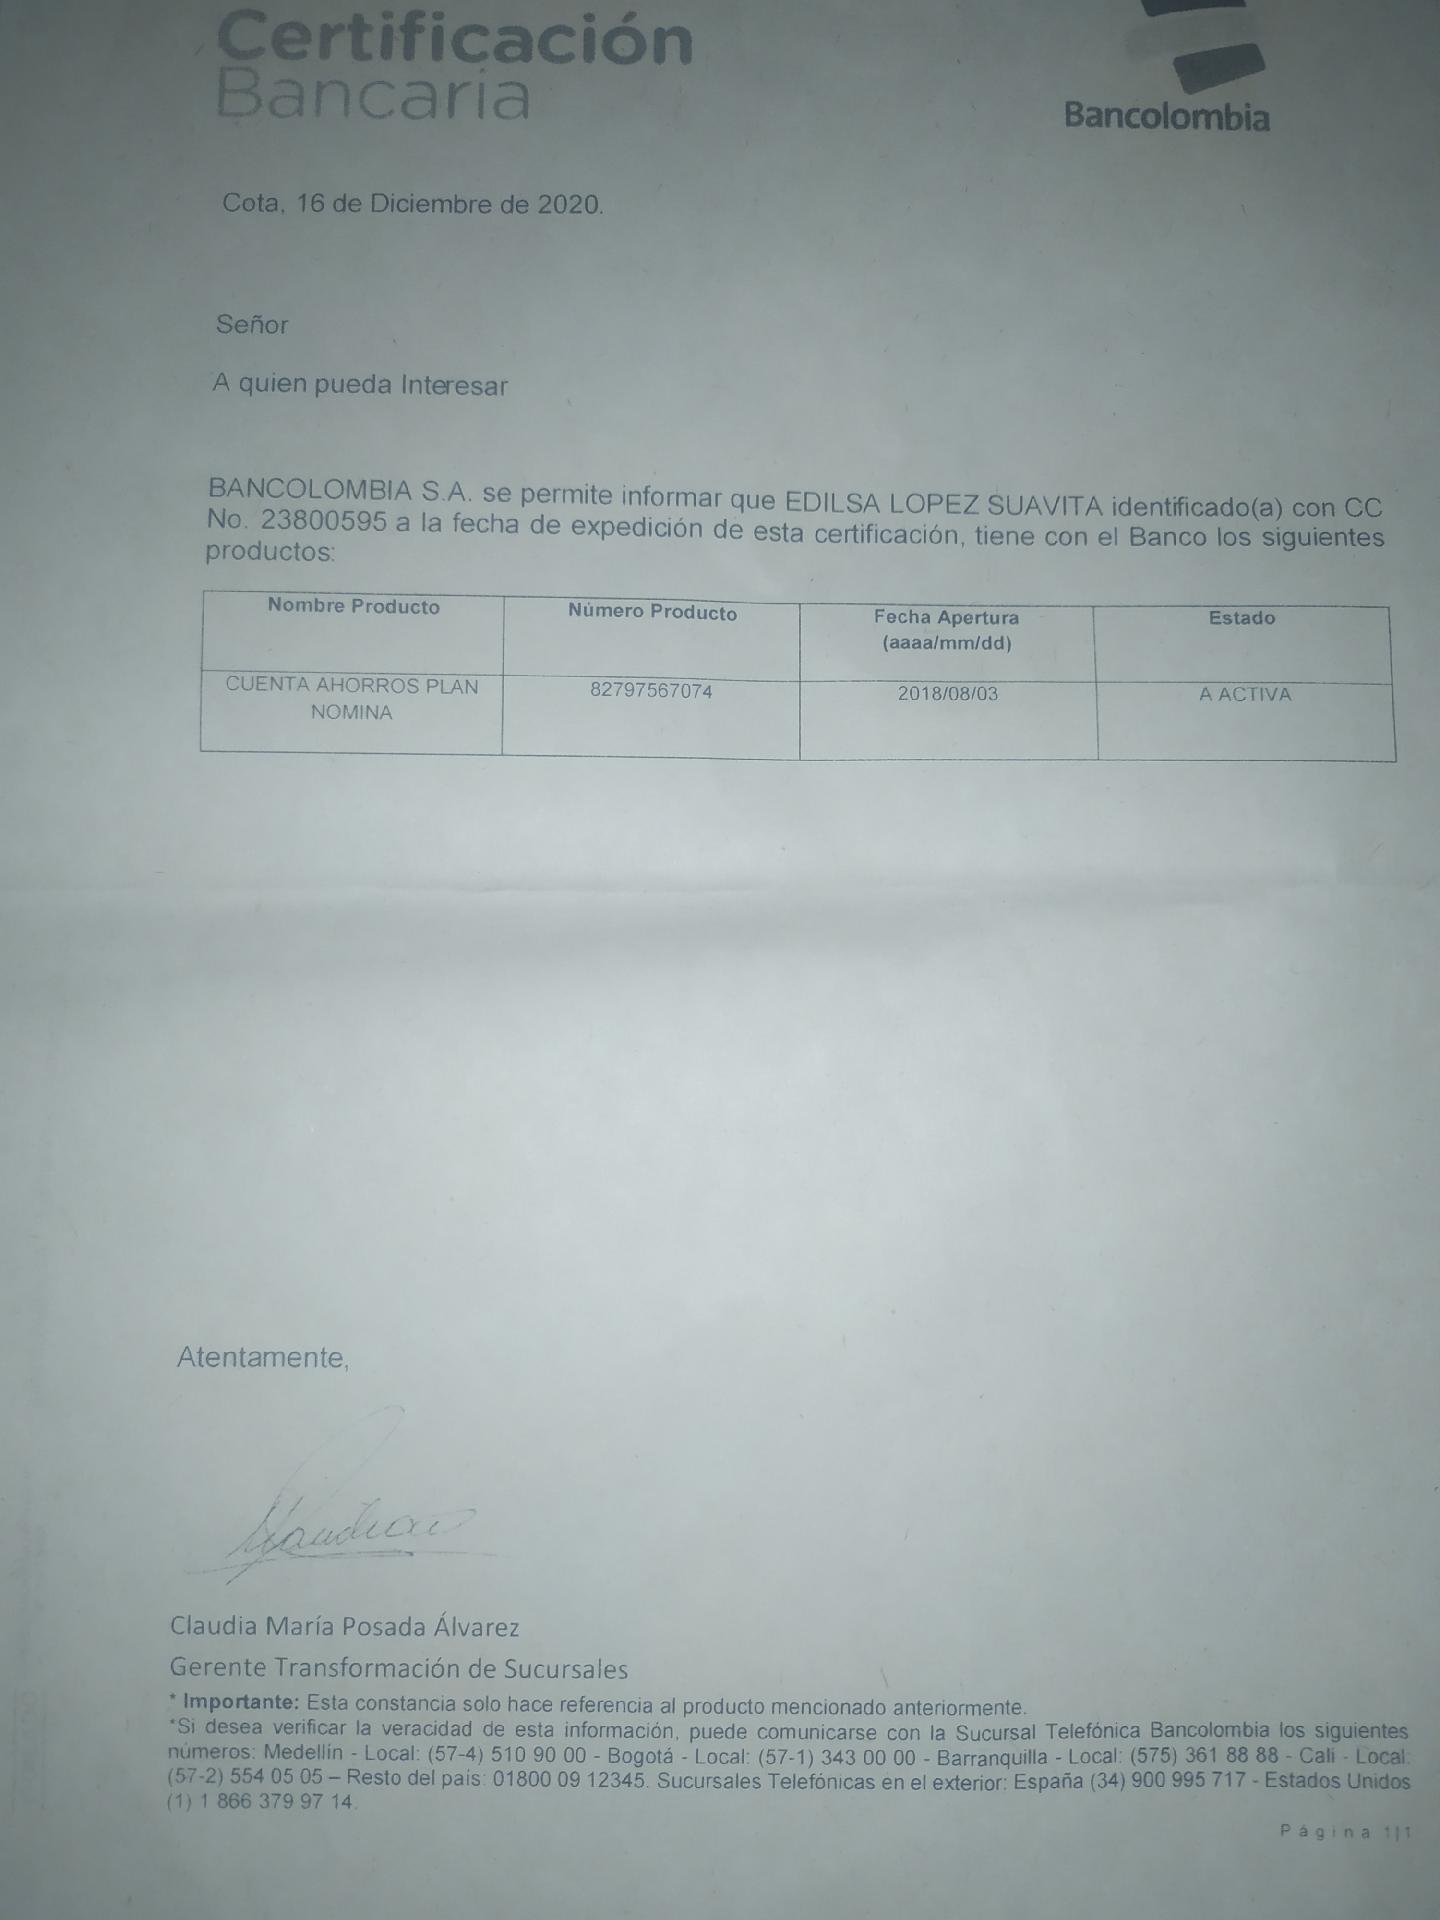 Certificación
Bancaria
Bancolombia
Cota, 16 de Diciembre de 2020.
Señor
A quien pueda Interesar
BANCOLOMBIA S.A. se permite informar que EDILSA LOPEZ SUAVITA identificado(a) con CC
No. 23800595 a la fecha de expedición de esta certificación, tiene con el Banco los siguientes
productos:
Nombre Producto Número Producto Fecha Apertura Estado
(aaaa/mm/dd)
CUENTA AHORROS PLAN 82797567074 2018/08/03 A ACTIVA
NOMINA
Atentamente,
Claudia María Posada Álvarez
Gerente Transformación de Sucursales
* Importante: Esta constancia solo hace referencia al producto mencionado anteriormente.
*Si desea verificar la veracidad de esta información, puede comunicarse con la Sucursal Telefónica Bancolombia los siguientes
números: Medellín - Local: (57-4) 510 90 00 - Bogotá - Local: (57-1) 343 00 00 - Barranquilla - Local: (575) 361 88 88 - Cali - Local:
(57-2) 554 05 05 – Resto del país: 01800 09 12345. Sucursales Telefónicas en el exterior: España (34) 900 995 717 - Estados Unidos
(1) 1 866 379 97 14.
Página 1|1